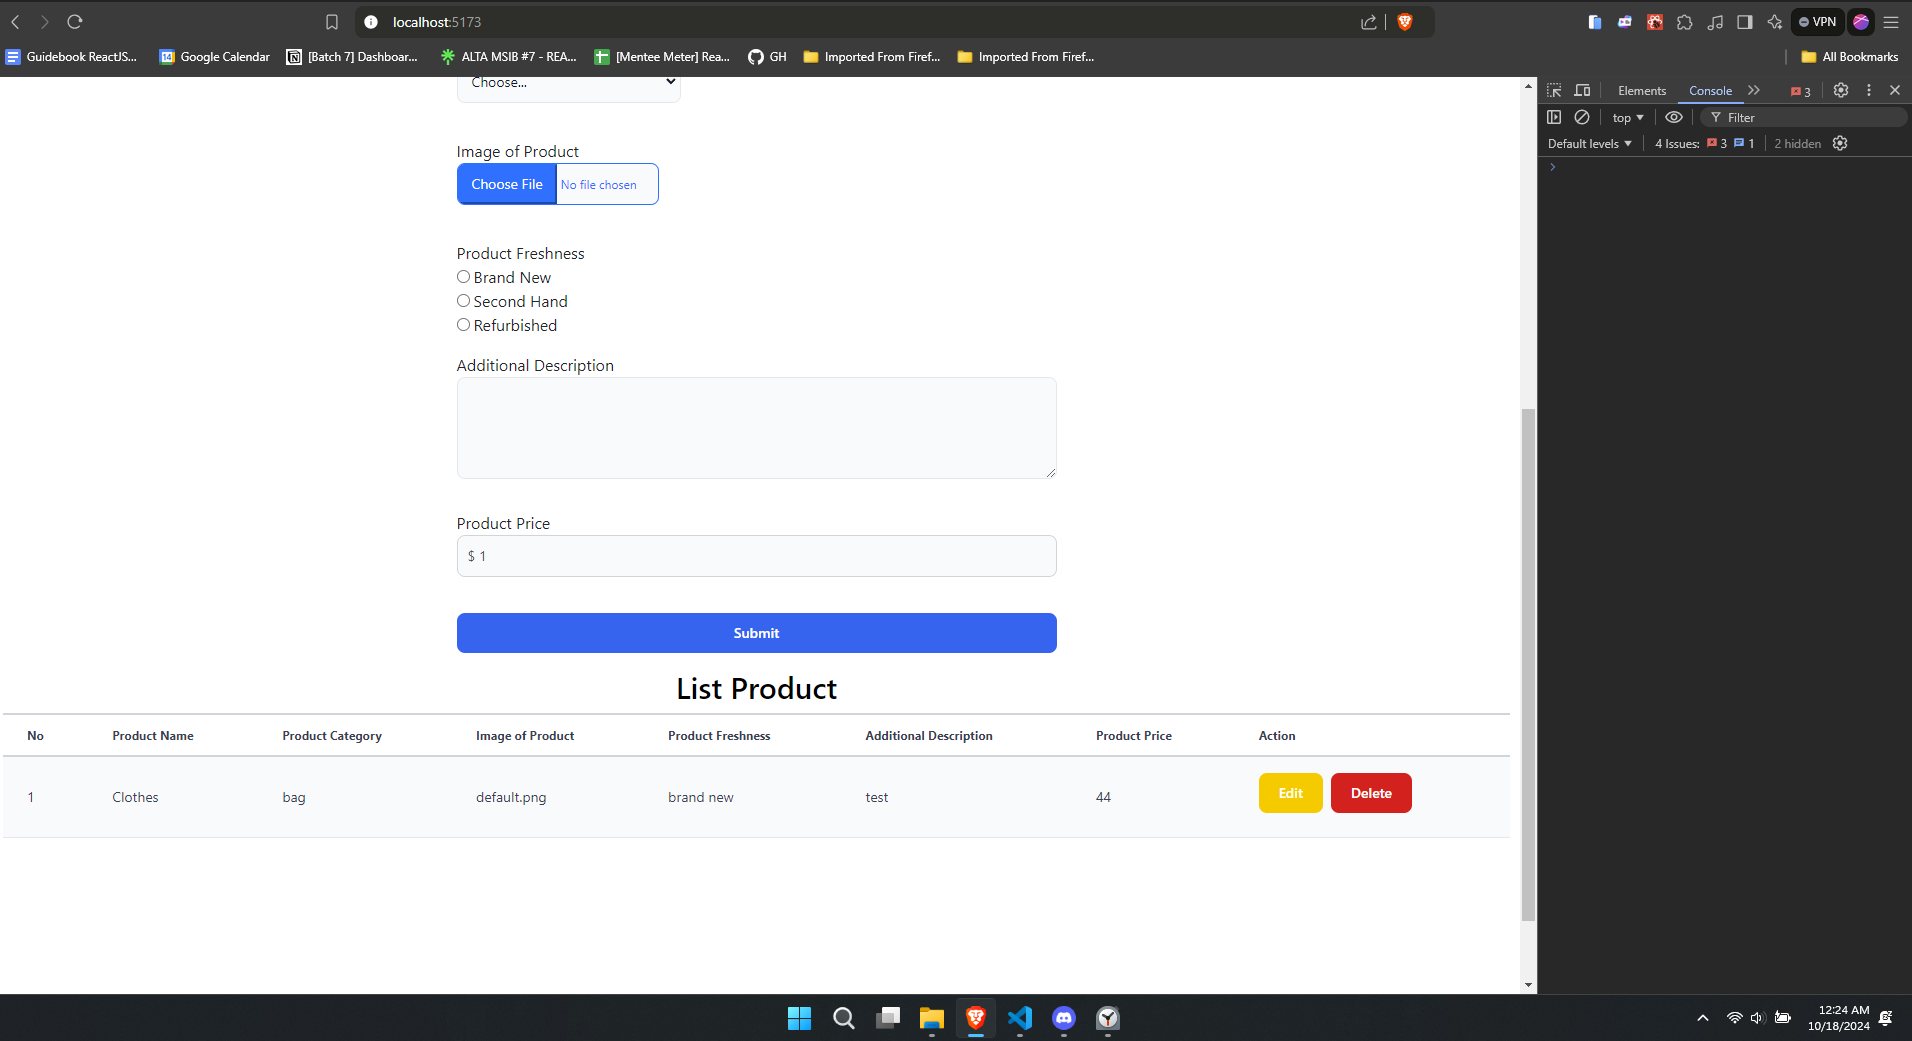 localhost:5173
VPN
Guidebook ReactJS...
Google Calendar
[Batch 7] Dashboar...
ALTA MSIB #7 - REA...
[Mentee Meter] Rea...
GH
Imported From Firef...
Imported From Firef...
All Bookmarks
Choose...
Image of Product
Choose File No file chosen
Product Freshness
Brand New
Second Hand
Refurbished
Additional Description
Product Price
$ 1
Submit
List Product
No Product Name Product Category Image of Product Product Freshness Additional Description Product Price Action
1 Clothes bag default.png brand new test 44 Edit Delete
Elements Console 3
top Filter
Default levels 4 Issues: 3 1 2 hidden
12:24 AM
10/18/2024